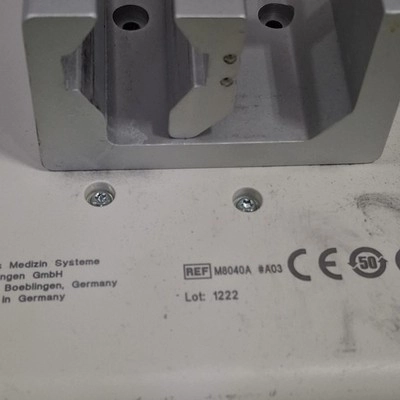 Medizin Systeme
ngen GmbH
Boeblingen, Germany
in Germany
REF M8040A #A03
Lot: 1222
CE
50